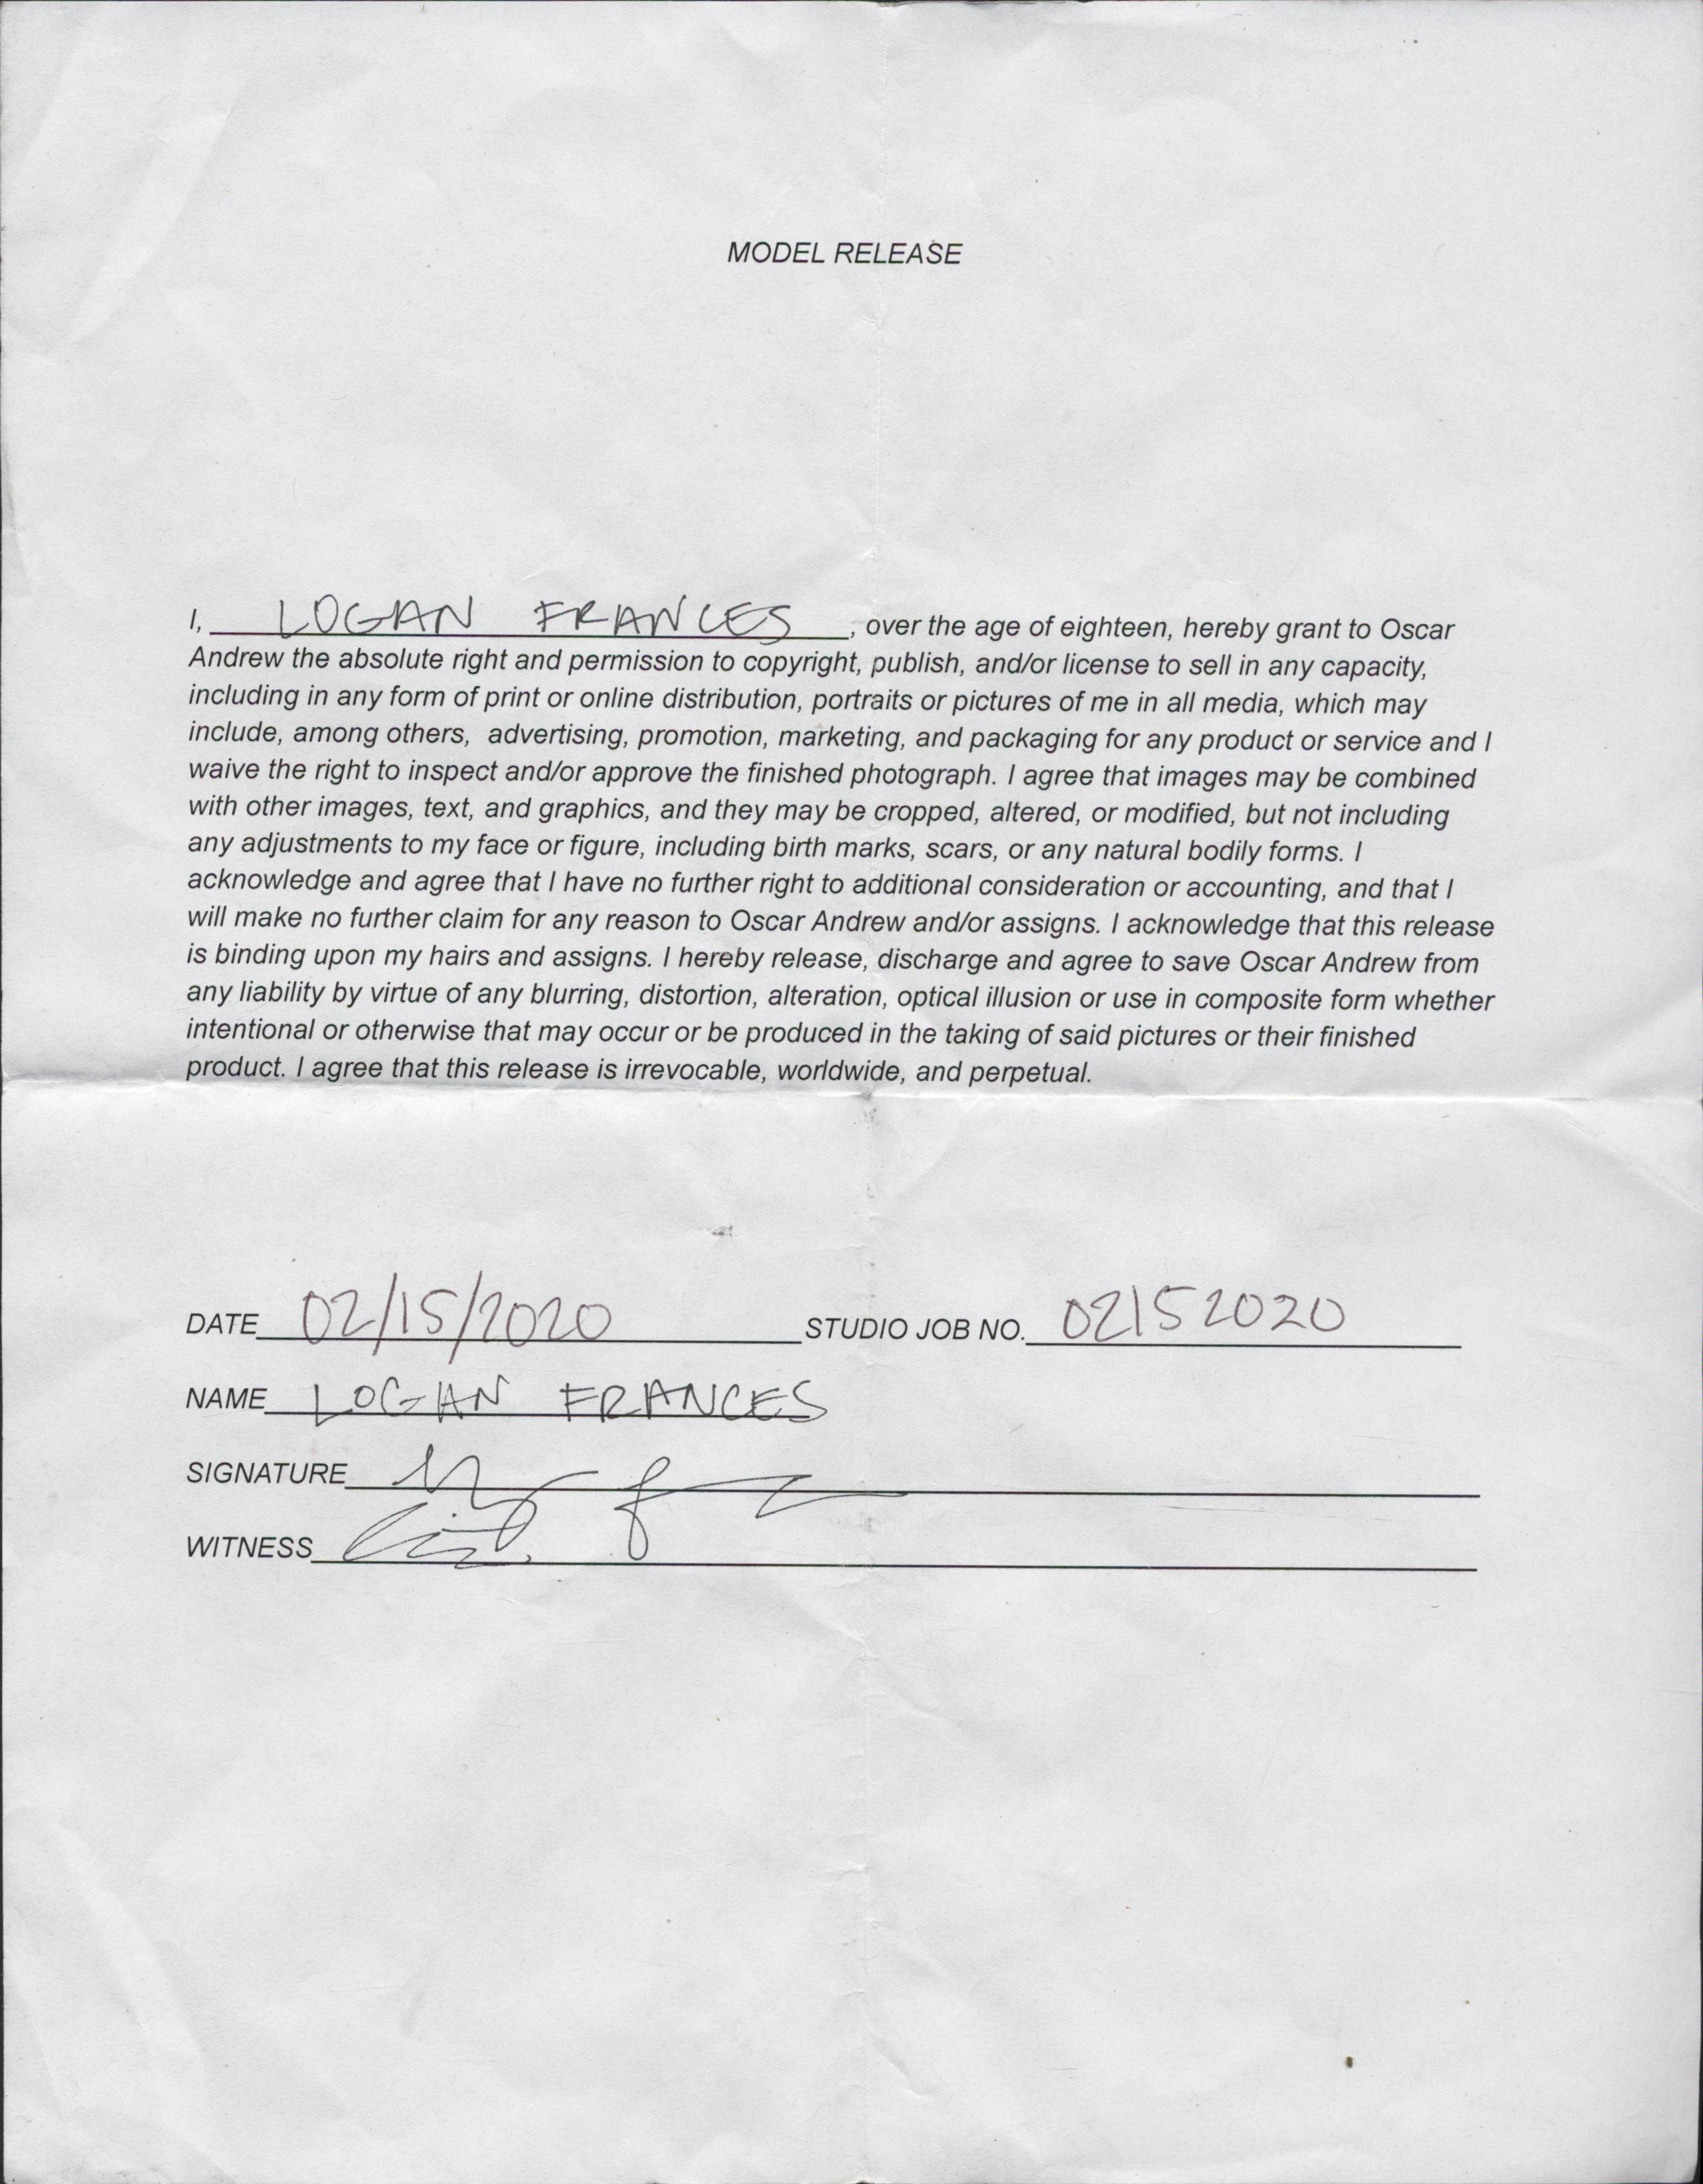 MODEL RELEASE
I, LOGAN FRANCES, over the age of eighteen, hereby grant to Oscar
Andrew the absolute right and permission to copyright, publish, and/or license to sell in any capacity,
including in any form of print or online distribution, portraits or pictures of me in all media, which may
include, among others, advertising, promotion, marketing, and packaging for any product or service and I
waive the right to inspect and/or approve the finished photograph. I agree that images may be combined
with other images, text, and graphics, and they may be cropped, altered, or modified, but not including
any adjustments to my face or figure, including birth marks, scars, or any natural bodily forms. I
acknowledge and agree that I have no further right to additional consideration or accounting, and that I
will make no further claim for any reason to Oscar Andrew and/or assigns. I acknowledge that this release
is binding upon my hairs and assigns. I hereby release, discharge and agree to save Oscar Andrew from
any liability by virtue of any blurring, distortion, alteration, optical illusion or use in composite form whether
intentional or otherwise that may occur or be produced in the taking of said pictures or their finished
product. I agree that this release is irrevocable, worldwide, and perpetual.
DATE 02/15/2020 STUDIO JOB NO. 02152020
NAME LOGAN FRANCES
SIGNATURE
WITNESS